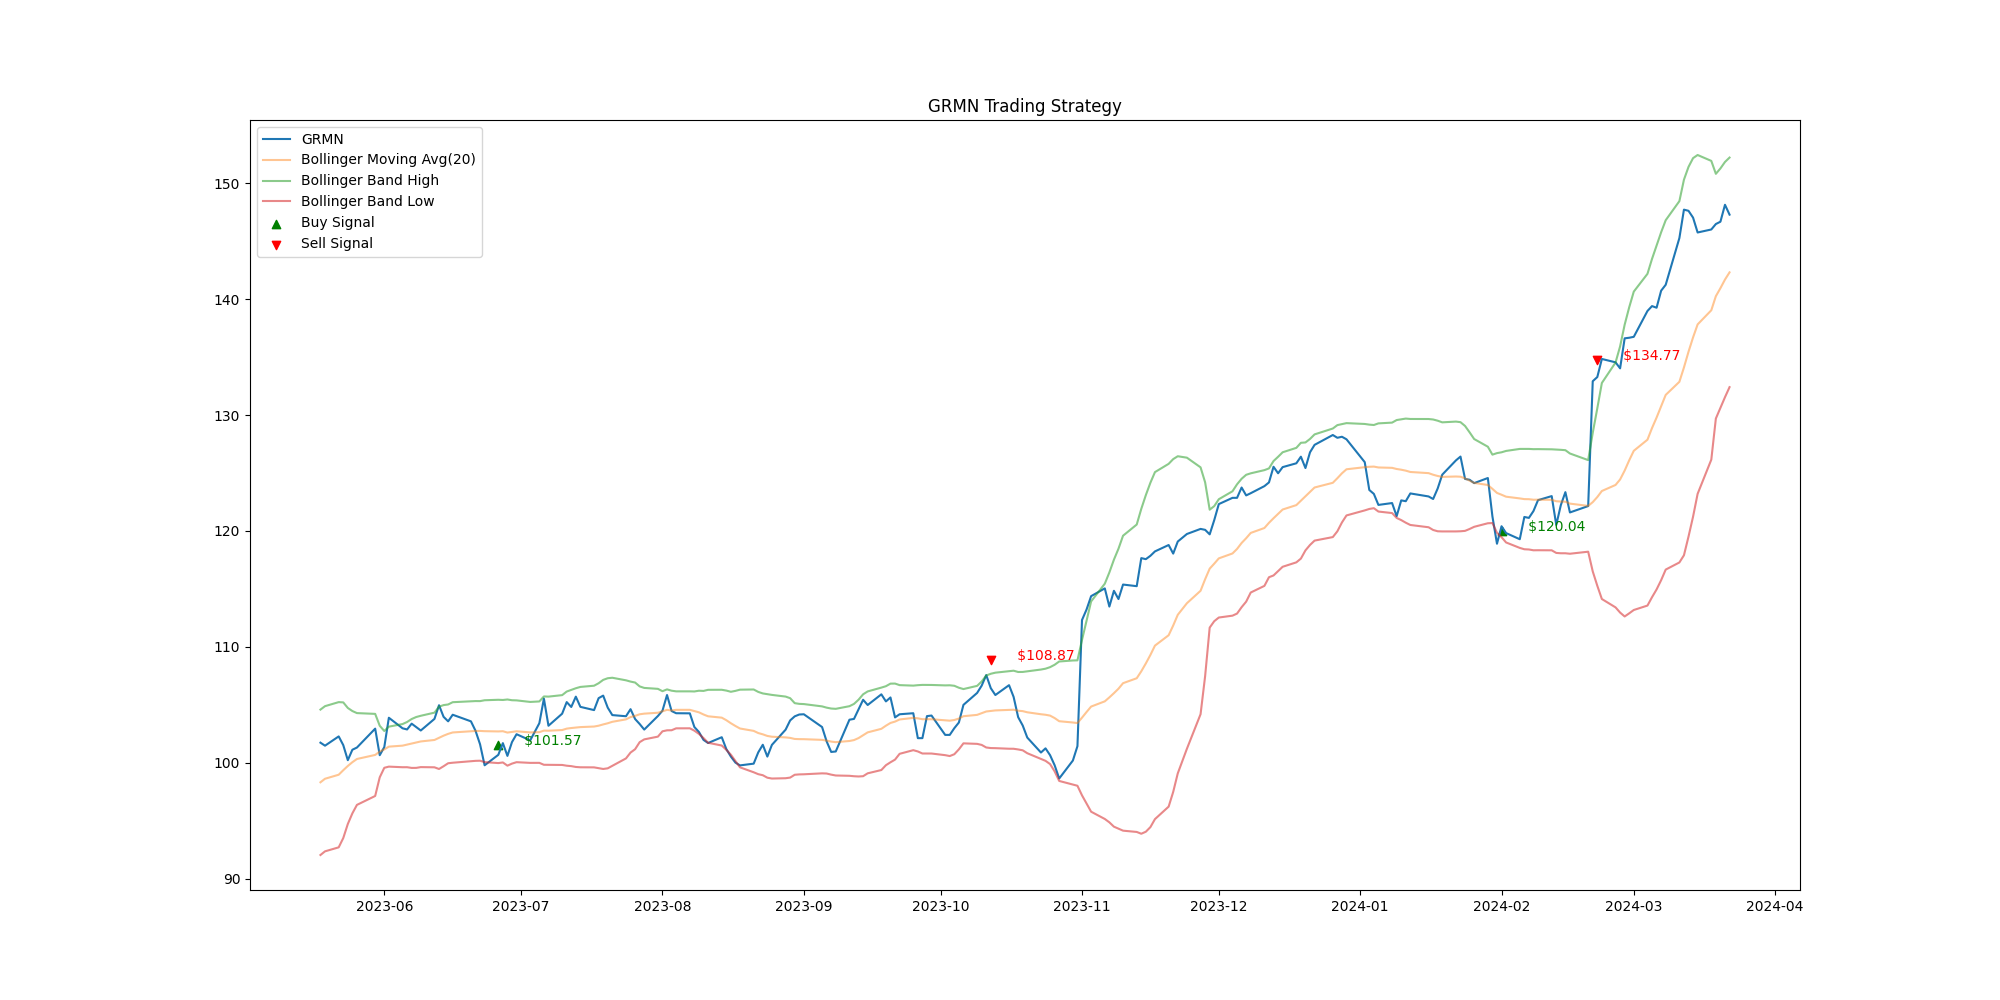 GRMN Trading Strategy
GRMN
Bollinger Moving Avg(20)
Bollinger Band High
Bollinger Band Low
Buy Signal
Sell Signal
150
140
130
120
110
100
90
$134.77
$120.04
$108.87
$101.57
2023-06 2023-07 2023-08 2023-09 2023-10 2023-11 2023-12 2024-01 2024-02 2024-03 2024-04